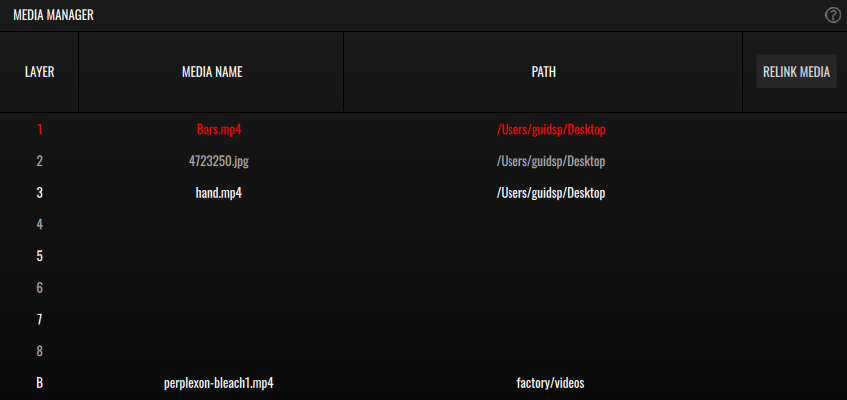 MEDIA MANAGER ?
LAYER MEDIA NAME PATH RELINK MEDIA
1 Bars.mp4 /Users/guidsp/Desktop
2 4723250.jpg /Users/guidsp/Desktop
3 hand.mp4 /Users/guidsp/Desktop
4
5
6
7
8
B perplexon-bleach1.mp4 factory/videos